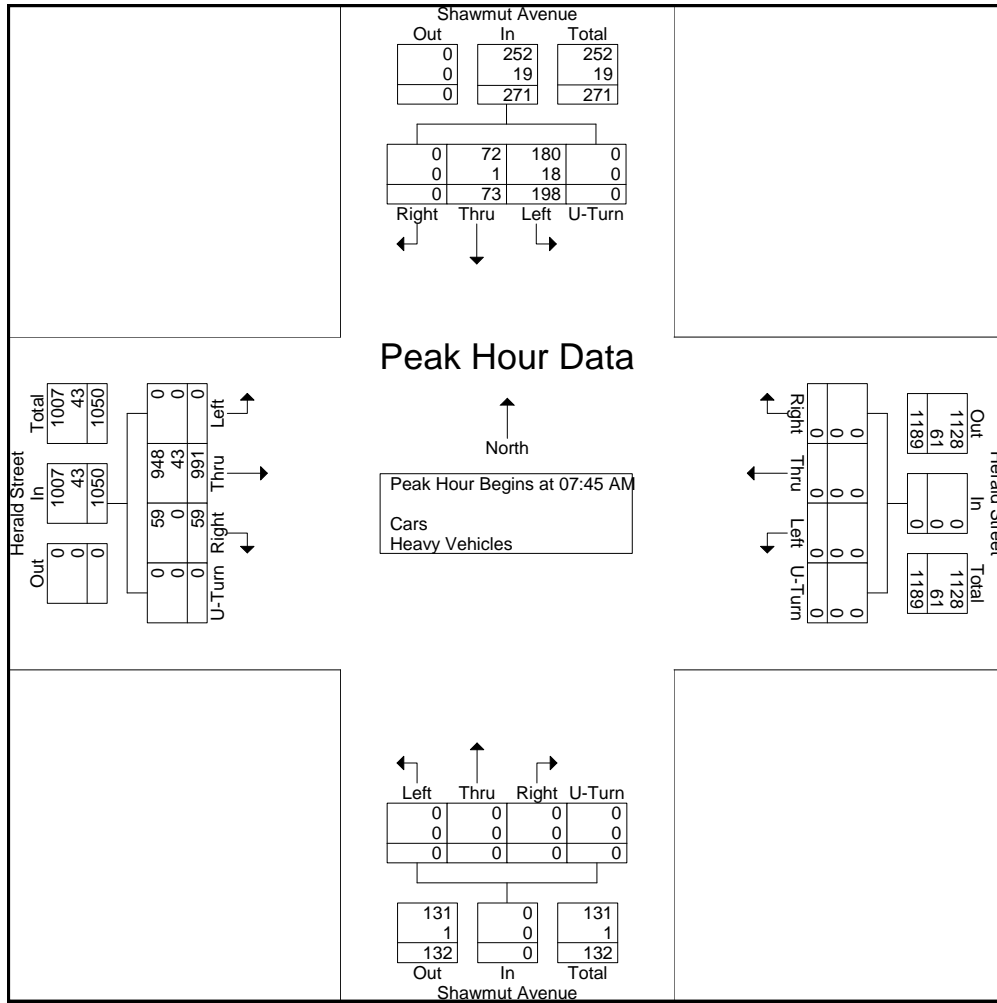 Shawmut Avenue
Out In Total
0 252 252
0 19 19
0 271 271
0 72 180 0
0 1 18 0
0 73 198 0
Right Thru Left U-Turn
Peak Hour Data
North
Peak Hour Begins at 07:45 AM
Cars
Heavy Vehicles
Herald Street
Total In Out
1007 1007 0
43 43 0
1050 1050 0
Left Thru Right U-Turn
0 948 59 0
0 43 0 0
0 991 59 0
Right Thru Left U-Turn
0 0 0 0
0 0 0 0
0 0 0 0
Out In Total
1128 0 1128
61 0 61
1189 0 1189
Herald Street
Left Thru Right U-Turn
0 0 0 0
0 0 0 0
0 0 0 0
131 0 131
1 0 1
132 0 132
Out In Total
Shawmut Avenue